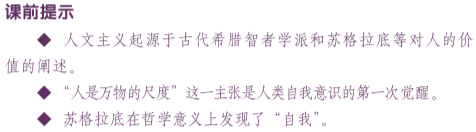 课前提示
◆ 人文主义起源于古代希腊智者学派和苏格拉底等对人的价
值的阐述。
◆ “人是万物的尺度”这一主张是人类自我意识的第一次觉醒。
◆ 苏格拉底在哲学意义上发现了“自我”。